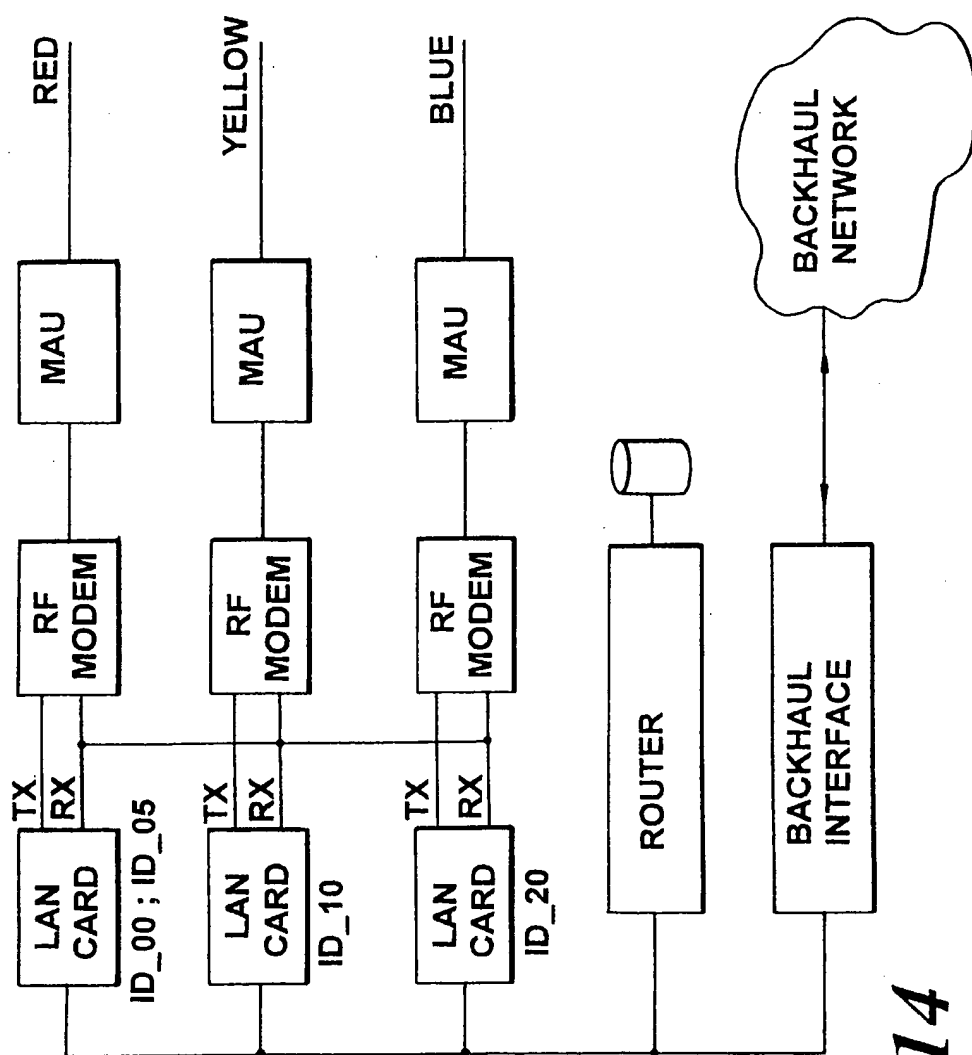 RED
YELLOW
BLUE
MAU
MAU
MAU
BACKHAUL
NETWORK
RF
MODEM
RF
MODEM
RF
MODEM
TX
RX
TX
RX
TX
RX
LAN
CARD
ID_00 ; ID_05
LAN
CARD
ID_10
LAN
CARD
ID_20
ROUTER
BACKHAUL
INTERFACE
14